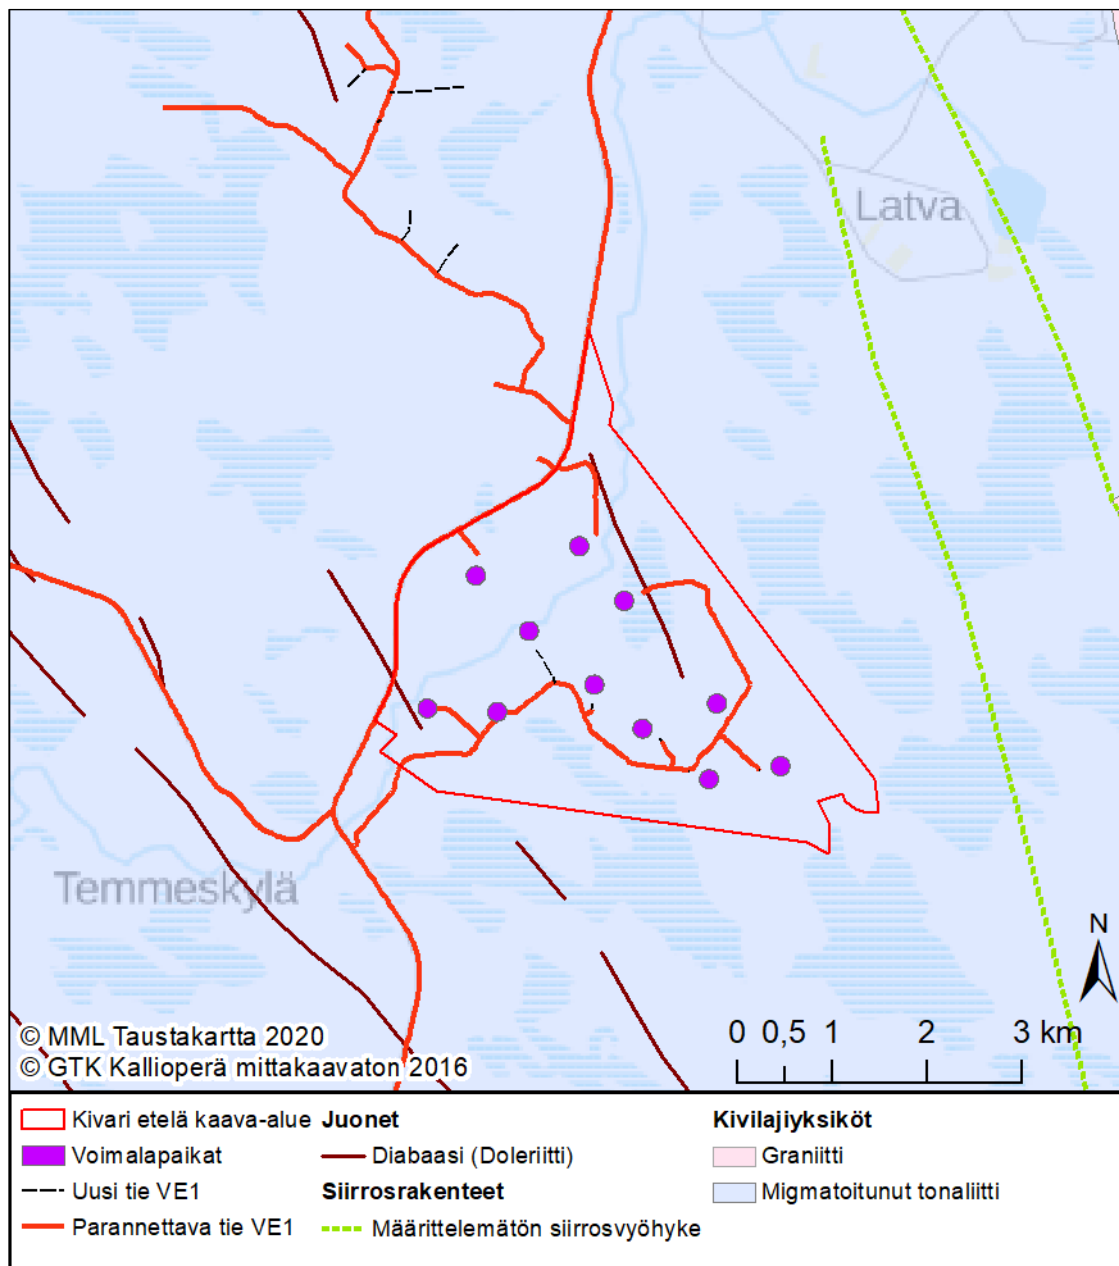 Latva
Temmeskylä
N
0 0,5 1 2 3 km
© MML Taustakartta 2020
© GTK Kallioperä mittakaavaton 2016
Kivari etelä kaava-alue
Voimalapaikat
Uusi tie VE1
Parannettava tie VE1
Juonet
Diabaasi (Doleriitti)
Siirrosrakenteet
Määrittelemätön siirrosvyöhyke
Kivilajiyksiköt
Graniitti
Migmatoitunut tonaliitti